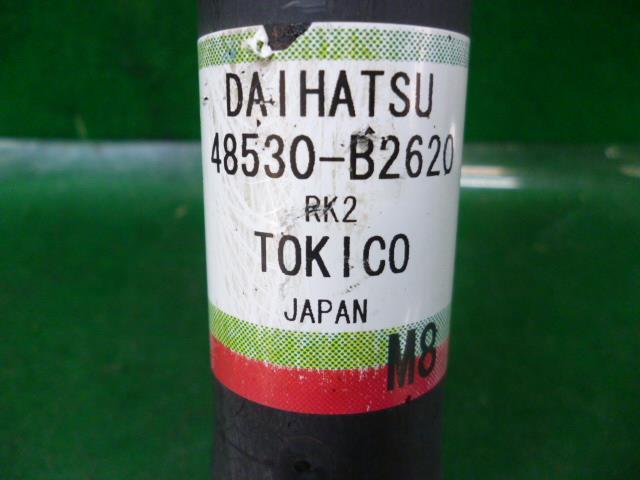 DAIHATSU
48530-B2620
RK2
TOKICO
JAPAN
M8